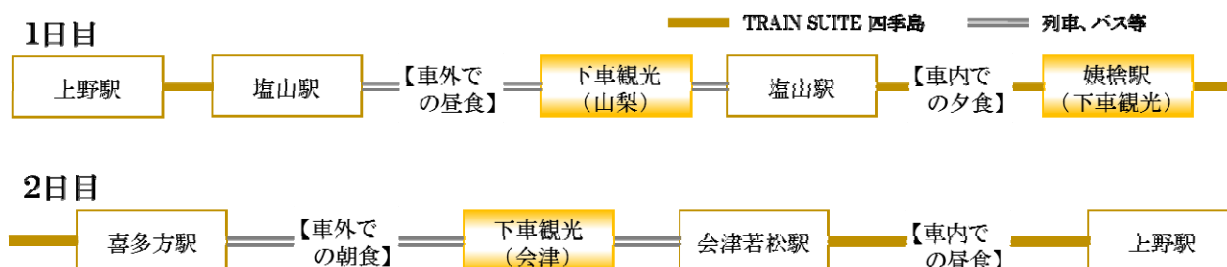 TRAIN SUITE 四季島
列車、バス等
1日目
上野駅
塩山駅
【車外で
の昼食】
下車観光
(山梨)
塩山駅
【車内で
の夕食】
姨捨駅
(下車観光)
2日目
喜多方駅
【車外で
の朝食】
下車観光
(会津)
会津若松駅
【車内で
の昼食】
上野駅